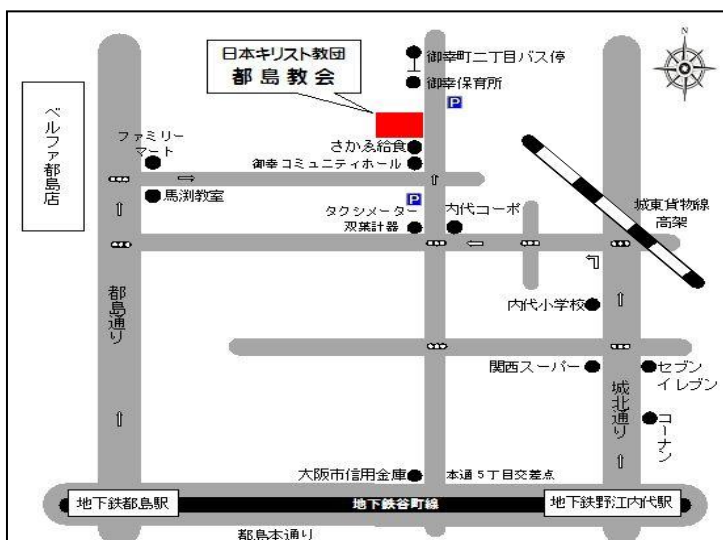 日本キリスト教団
都島教会
御幸町二丁目バス停
御幸保育所
N
P
ベルファ都島店
ファミリー
マート
さかゑ給食
御幸コミュニティホール
馬渕教室
P
タクシメーター
双葉計器
内代コーポ
城東貨物線
高架
都島通り
内代小学校
関西スーパー
セブン
イレブン
城北通り
コーナン
大阪市信用金庫
本通5丁目交差点
地下鉄都島駅
地下鉄谷町線
地下鉄野江内代駅
都島本通り